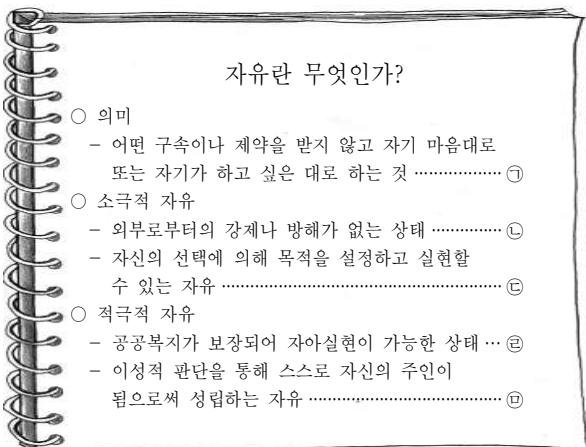 자유란 무엇인가?
○ 의미
- 어떤 구속이나 제약을 받지 않고 자기 마음대로
또는 자기가 하고 싶은 대로 하는 것 ··················· ㉠
○ 소극적 자유
- 외부로부터의 강제나 방해가 없는 상태 ··············· ㉡
- 자신의 선택에 의해 목적을 설정하고 실현할
수 있는 자유 ······················································ ㉢
○ 적극적 자유
- 공공복지가 보장되어 자아실현이 가능한 상태 ··· ㉣
- 이성적 판단을 통해 스스로 자신의 주인이
됨으로써 성립하는 자유 ····································· ㉤